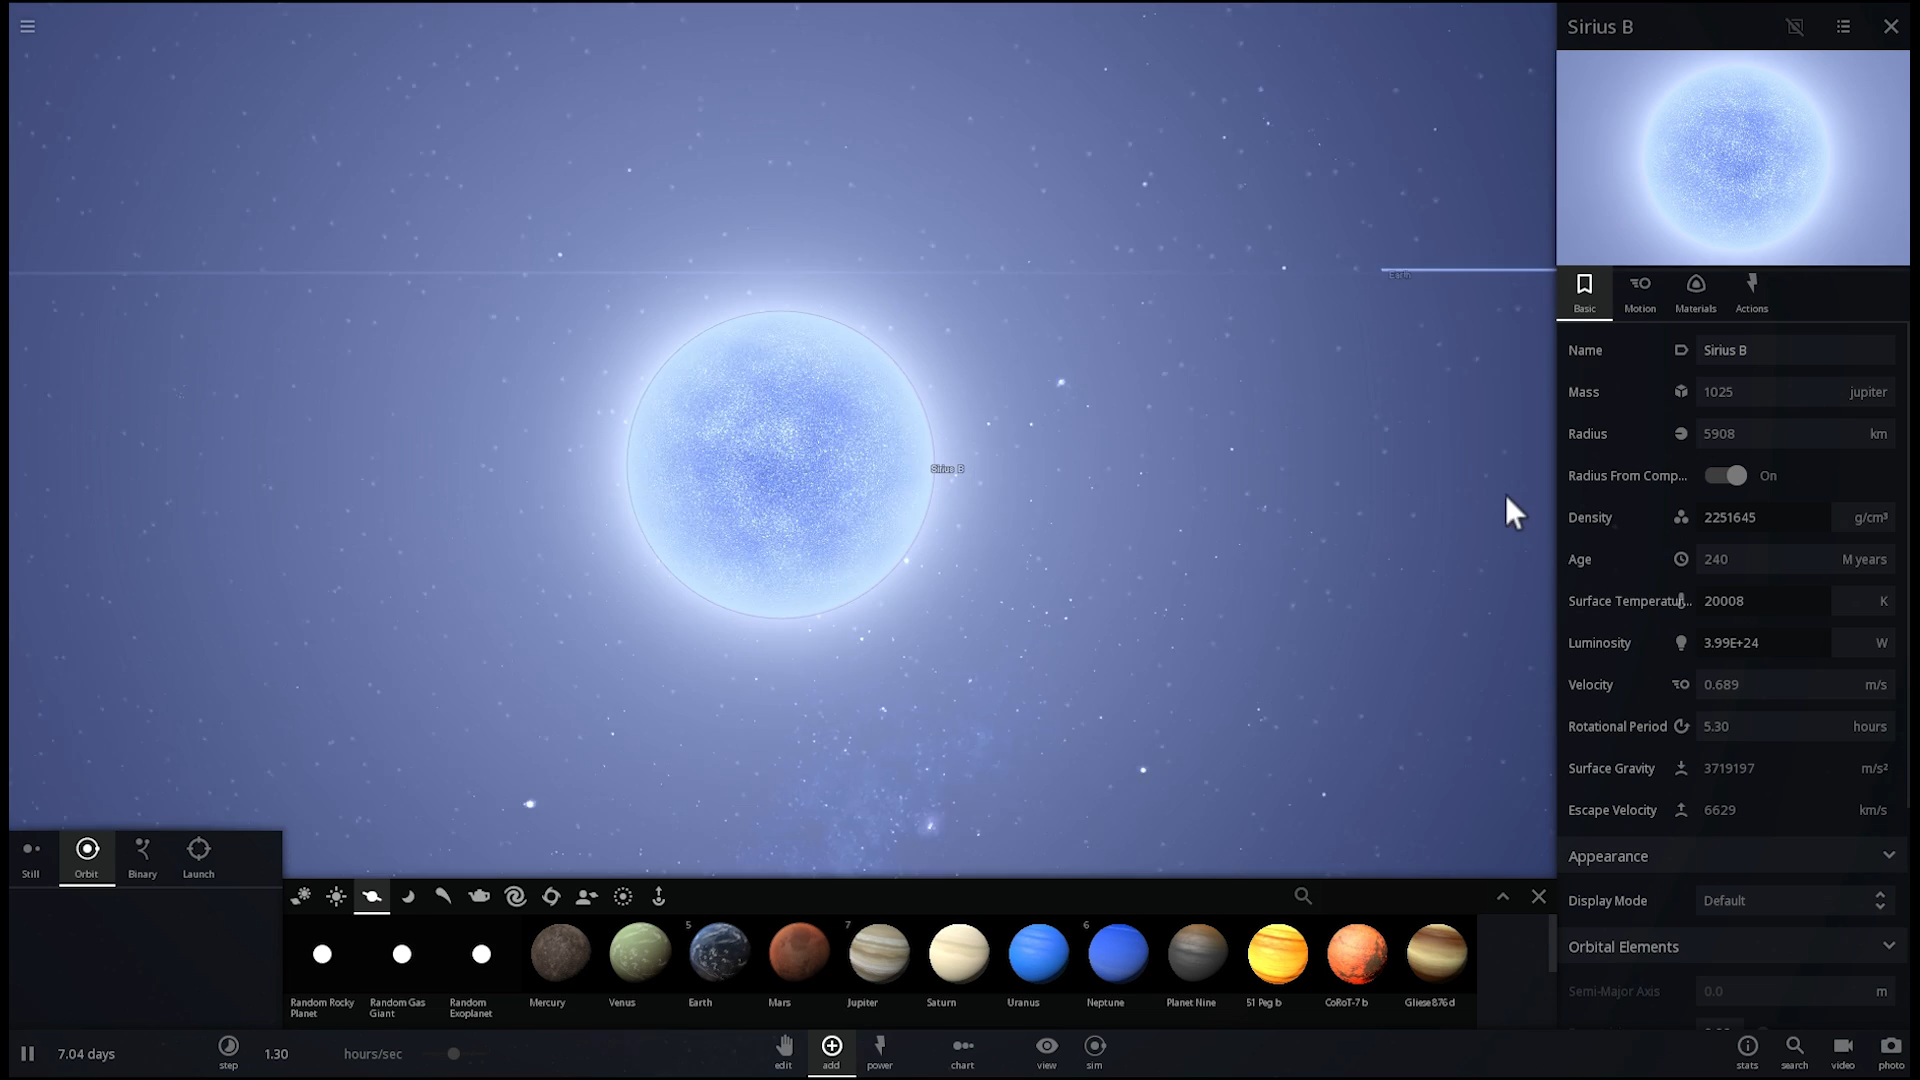 Sirius B
Earth
Sirius B
Basic
Motion
Materials
Actions
Name Sirius B
Mass 1025 jupiter
Radius 5908 km
Radius From Comp... On
Density 2251645 g/cm³
Age 240 M years
Surface Temperatur... 20008 K
Luminosity 3.99E+24 W
Velocity 0.689 m/s
Rotational Period 5.30 hours
Surface Gravity 3719197 m/s²
Escape Velocity 6629 km/s
Appearance
Display Mode Default
Orbital Elements
Semi-Major Axis 0.0 m
Still Orbit Binary Launch
5 7 6
Random Rocky Planet
Random Gas Giant
Random Exoplanet
Mercury
Venus
Earth
Mars
Jupiter
Saturn
Uranus
Neptune
Planet Nine
51 Peg b
CoRoT-7 b
Gliese 876 d
7.04 days
step
1.30 hours/sec
edit
add
power
chart
view
sim
stats
search
video
photo